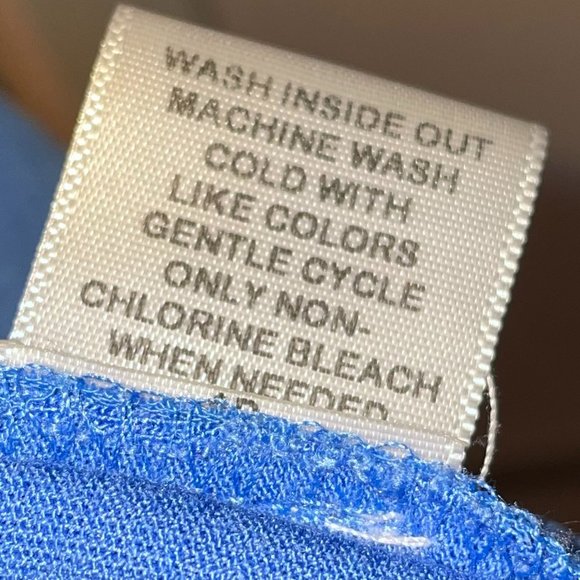 WASH INSIDE OUT
MACHINE WASH
COLD WITH
LIKE COLORS
GENTLE CYCLE
ONLY NON-
CHLORINE BLEACH
WHEN NEEDED